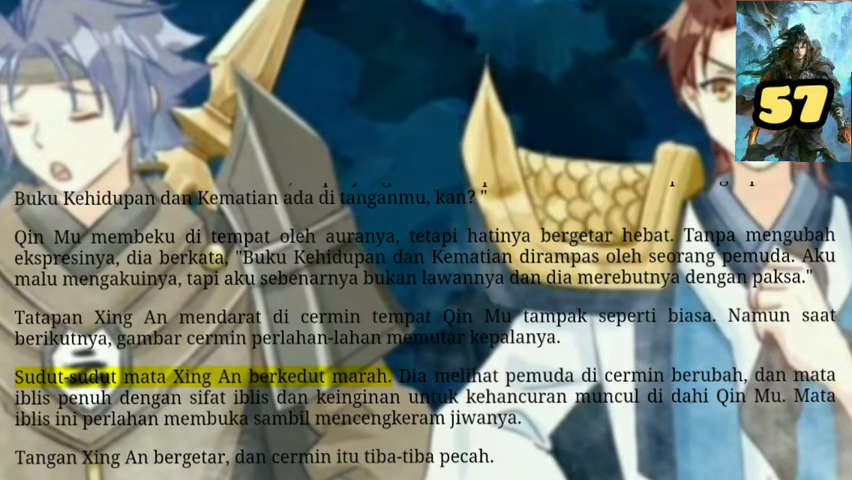 57
Buku Kehidupan dan Kematian ada di tanganmu, kan? "
Qin Mu membeku di tempat oleh auranya, tetapi hatinya bergetar hebat. Tanpa mengubah
ekspresinya, dia berkata, "Buku Kehidupan dan Kematian dirampas oleh seorang pemuda. Aku
malu mengakuinya, tapi aku sebenarnya bukan lawannya dan dia merebutnya dengan paksa."
Tatapan Xing An mendarat di cermin tempat Qin Mu tampak seperti biasa. Namun saat
berikutnya, gambar cermin perlahan-lahan memutar kepalanya.
Sudut-sudut mata Xing An berkedut marah. Dia melihat pemuda di cermin berubah, dan mata
iblis penuh dengan sifat iblis dan keinginan untuk kehancuran muncul di dahi Qin Mu. Mata
iblis ini perlahan membuka sambil mencengkeram jiwanya.
Tangan Xing An bergetar, dan cermin itu tiba-tiba pecah.